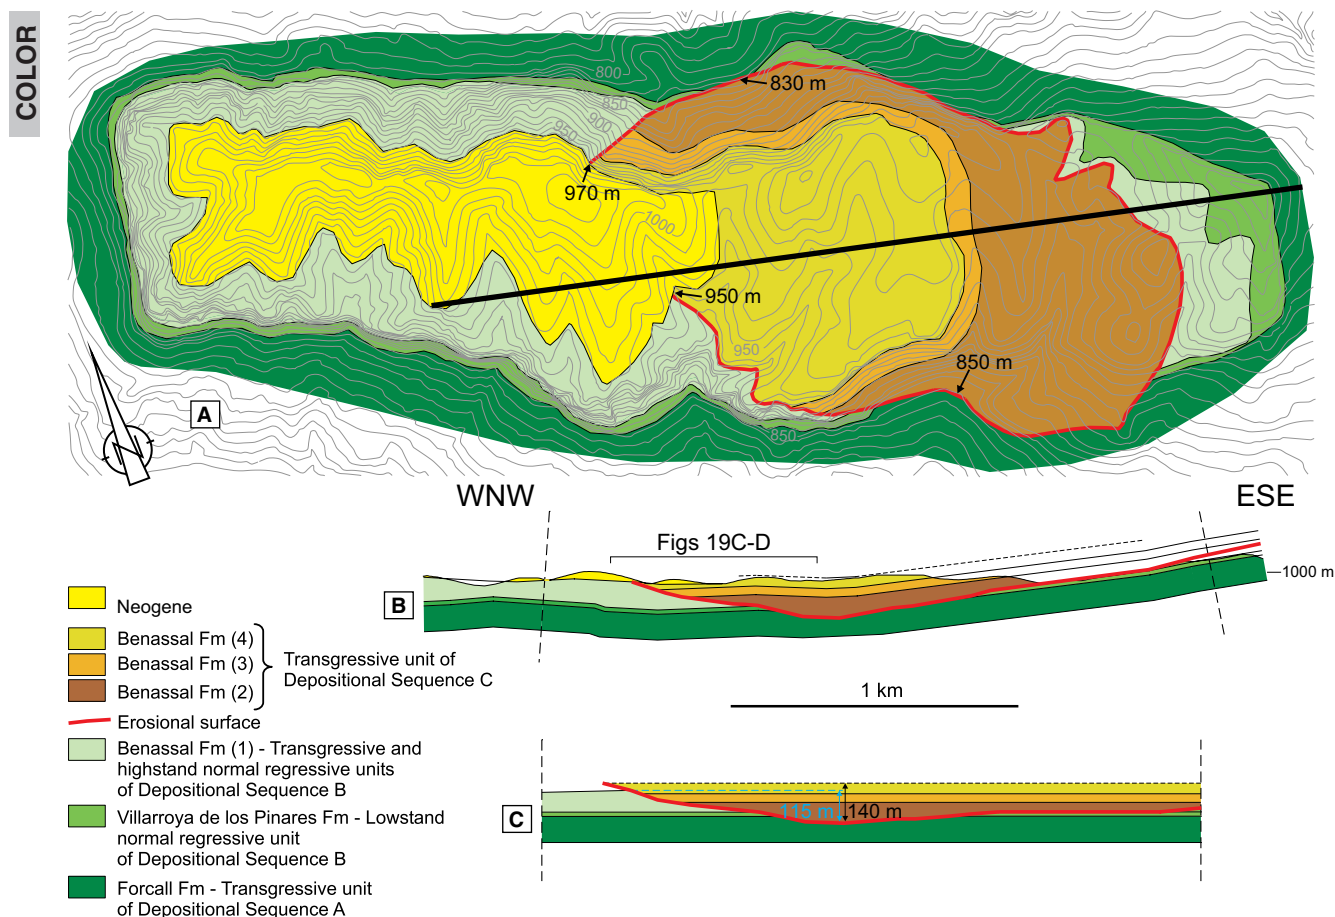 COLOR
800
850
900
950
830 m
970 m
1000
950 m
950
850 m
850
A
N
WNW
ESE
Figs 19C-D
1000 m
B
Neogene
Benassal Fm (4)
Benassal Fm (3)
Benassal Fm (2)
Transgressive unit of
Depositional Sequence C
Erosional surface
Benassal Fm (1) - Transgressive and
highstand normal regressive units
of Depositional Sequence B
Villarroya de los Pinares Fm - Lowstand
normal regressive unit
of Depositional Sequence B
Forcall Fm - Transgressive unit
of Depositional Sequence A
1 km
C
115 m
140 m